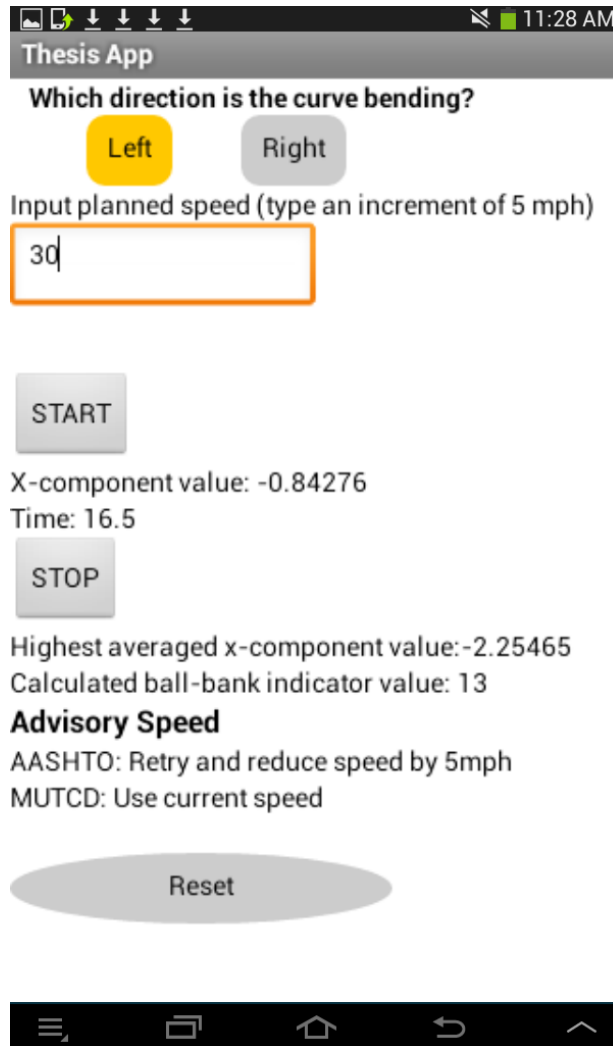 11:28 AM
Thesis App
Which direction is the curve bending?
Left Right
Input planned speed (type an increment of 5 mph)
30
START
X-component value: -0.84276
Time: 16.5
STOP
Highest averaged x-component value:-2.25465
Calculated ball-bank indicator value: 13
Advisory Speed
AASHTO: Retry and reduce speed by 5mph
MUTCD: Use current speed
Reset